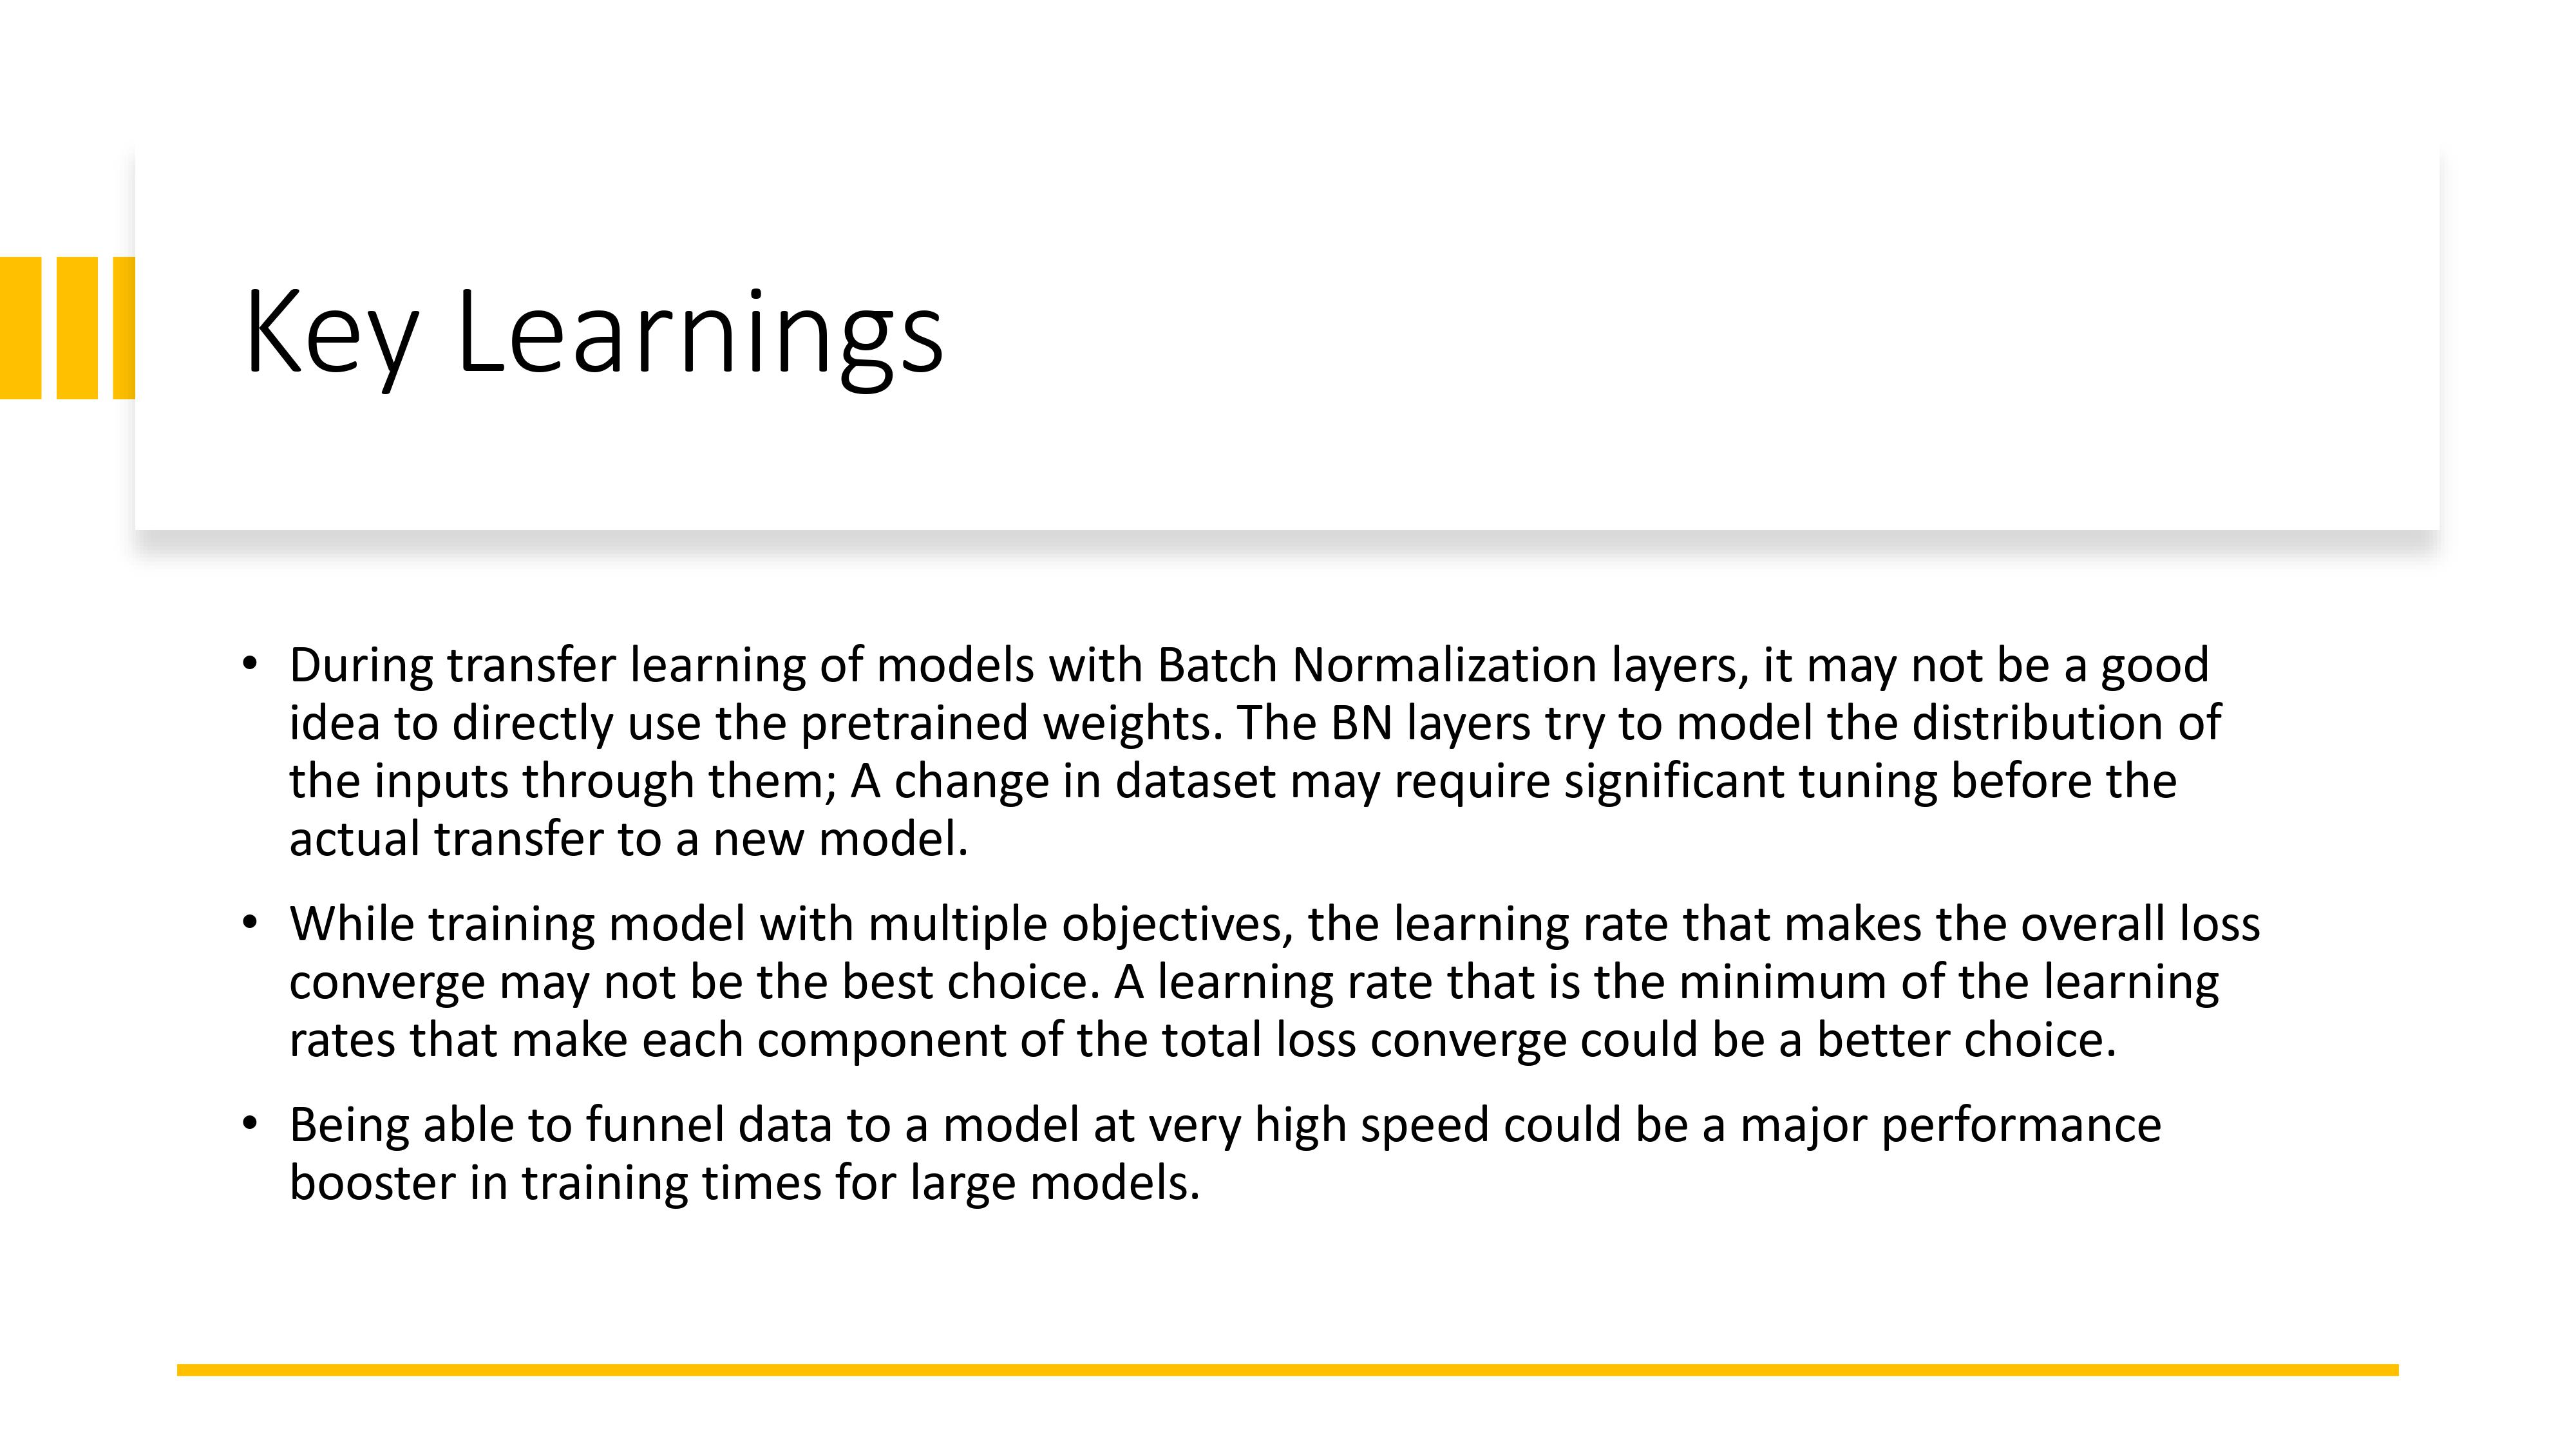 Key Learnings
• During transfer learning of models with Batch Normalization layers, it may not be a good
idea to directly use the pretrained weights. The BN layers try to model the distribution of
the inputs through them; A change in dataset may require significant tuning before the
actual transfer to a new model.
• While training model with multiple objectives, the learning rate that makes the overall loss
converge may not be the best choice. A learning rate that is the minimum of the learning
rates that make each component of the total loss converge could be a better choice.
• Being able to funnel data to a model at very high speed could be a major performance
booster in training times for large models.